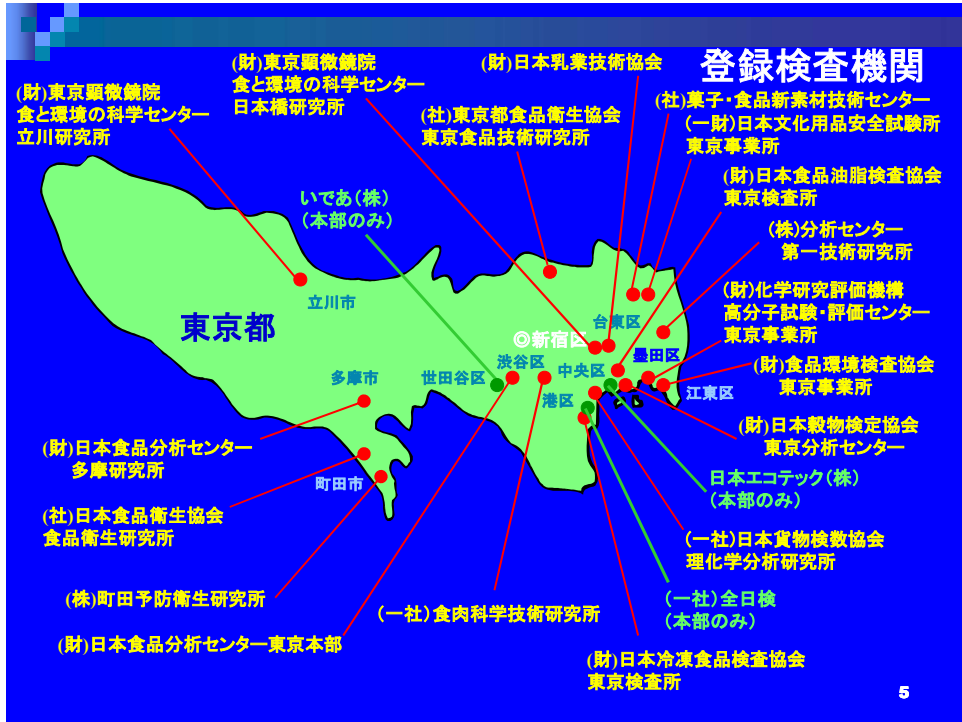 登録検査機関
(財)東京顕微鏡院
食と環境の科学センター
立川研究所
(財)東京顕微鏡院
食と環境の科学センター
日本橋研究所
(財)日本乳業技術協会
(社)東京都食品衛生協会
東京食品技術研究所
(社)菓子・食品新素材技術センター
(一財)日本文化用品安全試験所
東京事業所
(財)日本食品油脂検査協会
東京検査所
(株)分析センター
第一技術研究所
(財)化学研究評価機構
高分子試験・評価センター
東京事業所
(財)食品環境検査協会
東京事業所
(財)日本穀物検定協会
東京分析センター
日本エコテック(株)
(本部のみ)
(一社)日本貨物検数協会
理化学分析研究所
(一社)全日検
(本部のみ)
(財)日本冷凍食品検査協会
東京検査所
いであ(株)
(本部のみ)
東京都
立川市
多摩市
町田市
世田谷区
渋谷区
◎新宿区
台東区
墨田区
中央区
港区
江東区
(財)日本食品分析センター
多摩研究所
(社)日本食品衛生協会
食品衛生研究所
(株)町田予防衛生研究所
(財)日本食品分析センター東京本部
(一社)食肉科学技術研究所
5